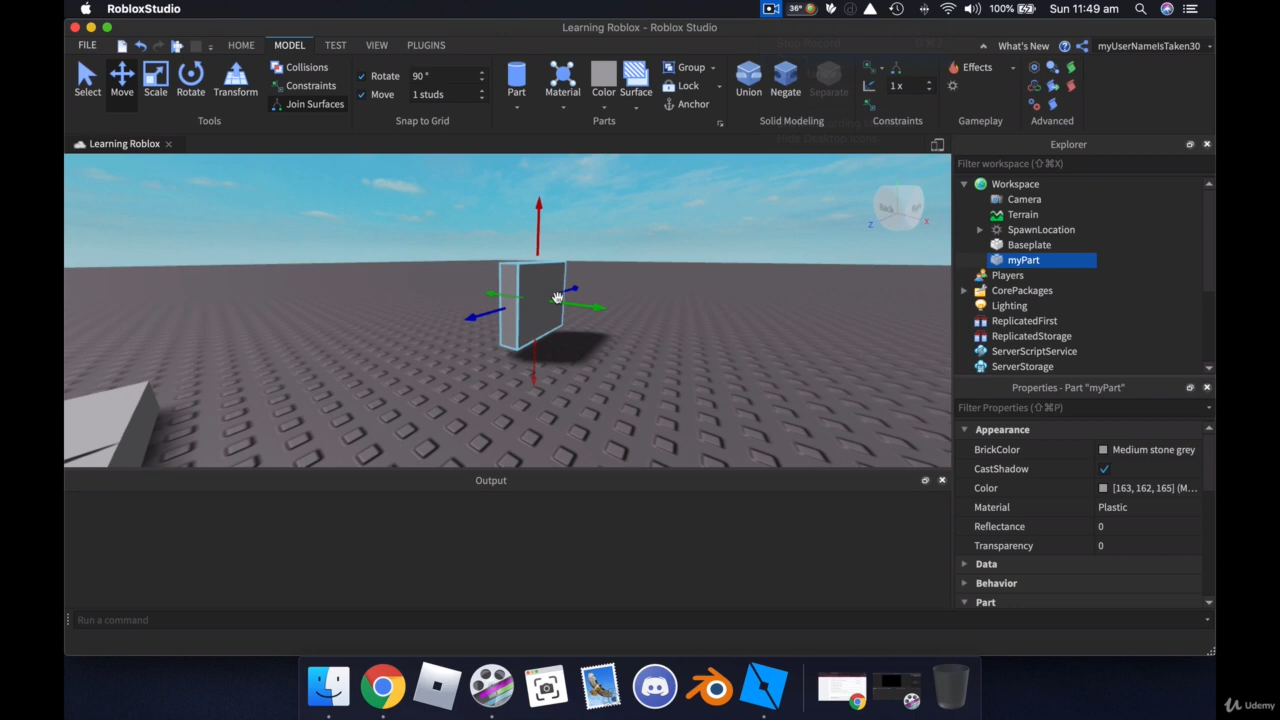 RobloxStudio
36°
100%
Sun 11:49 am
Learning Roblox - Roblox Studio
FILE HOME MODEL TEST VIEW PLUGINS What's New myUserNameIsTaken30
Select Move Scale Rotate Transform
Collisions
Constraints
Join Surfaces
Rotate 90 °
Move 1 studs
Part Material Color Surface
Group
Lock
Anchor
Union Negate Separate
1 x
Effects
Tools Snap to Grid Parts Solid Modeling Constraints Gameplay Advanced
Learning Roblox
Back
Z
X
Explorer
Filter workspace (⇧⌘X)
Workspace
Camera
Terrain
SpawnLocation
Baseplate
myPart
Players
CorePackages
Lighting
ReplicatedFirst
ReplicatedStorage
ServerScriptService
ServerStorage
Properties - Part "myPart"
Filter Properties (⇧⌘P)
Appearance
BrickColor Medium stone grey
CastShadow
Color [163, 162, 165] (M...
Material Plastic
Reflectance 0
Transparency 0
Data
Behavior
Part
Output
Run a command
Udemy